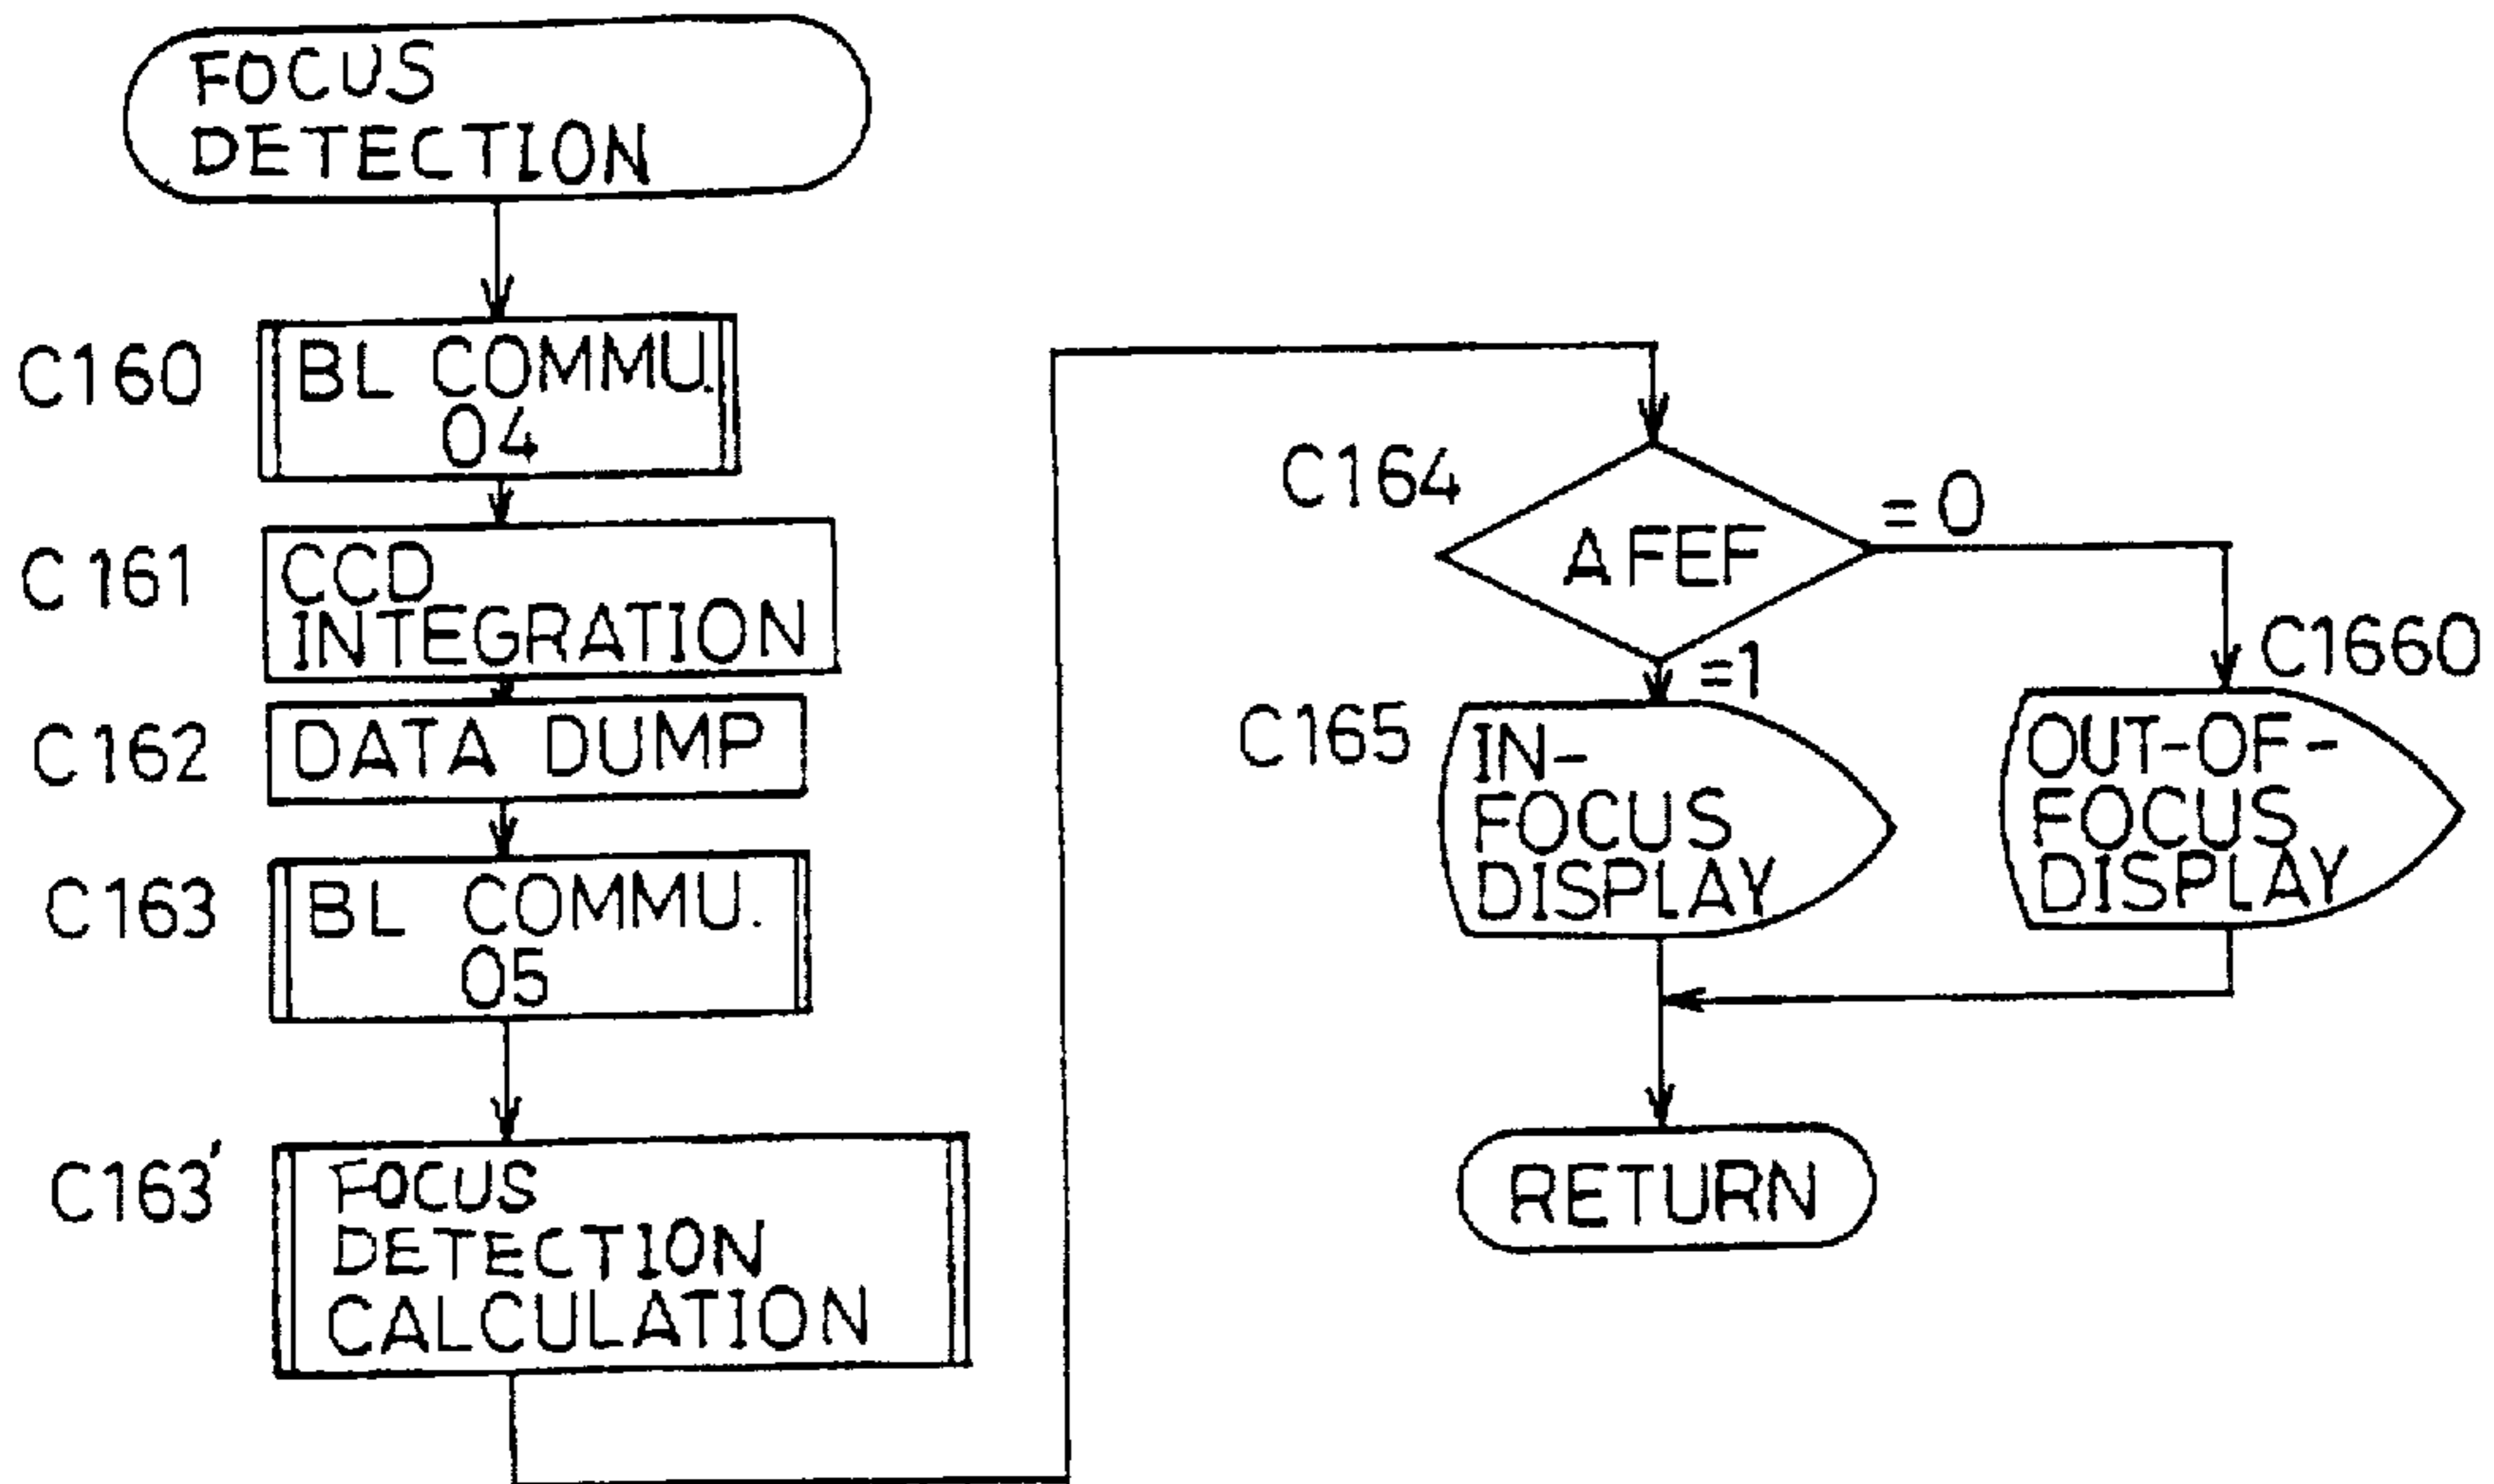 FOCUS
DETECTION
C160
BL COMMU.
04
C161
CCD
INTEGRATION
C162
DATA DUMP
C163
BL COMMU.
05
C163'
FOCUS
DETECTION
CALCULATION
C164
AFEF
=0
=1
C165
IN-
FOCUS
DISPLAY
C1660
OUT-OF-
FOCUS
DISPLAY
RETURN